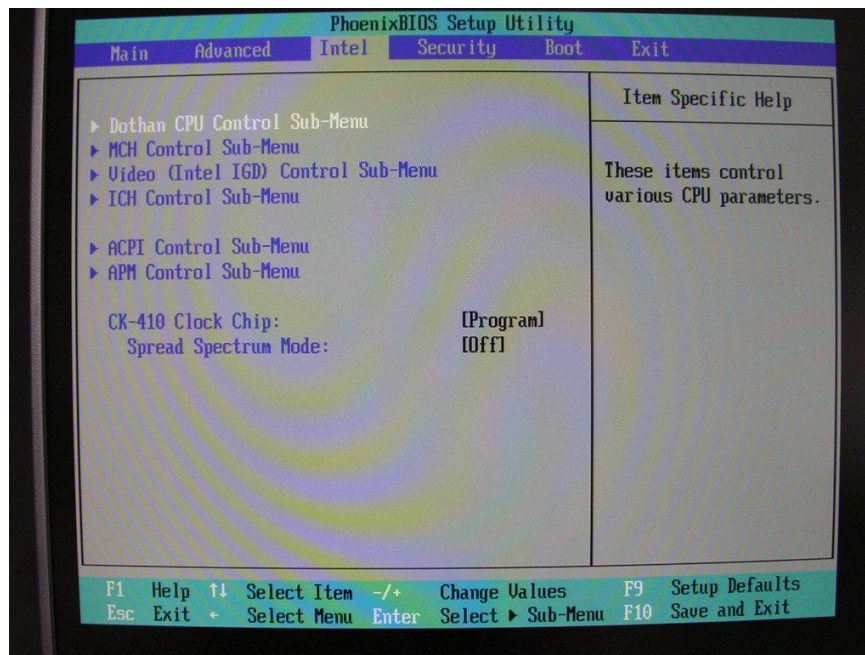 PhoenixBIOS Setup Utility
Main Advanced Intel Security Boot Exit
Item Specific Help
▶ Dothan CPU Control Sub-Menu
▶ MCH Control Sub-Menu
▶ Video (Intel IGD) Control Sub-Menu
▶ ICH Control Sub-Menu
▶ ACPI Control Sub-Menu
▶ APM Control Sub-Menu
CK-410 Clock Chip: [Program]
Spread Spectrum Mode: [Off]
These items control
various CPU parameters.
F1 Help ↑↓ Select Item -/+ Change Values F9 Setup Defaults
Esc Exit ← Select Menu Enter Select ▶ Sub-Menu F10 Save and Exit